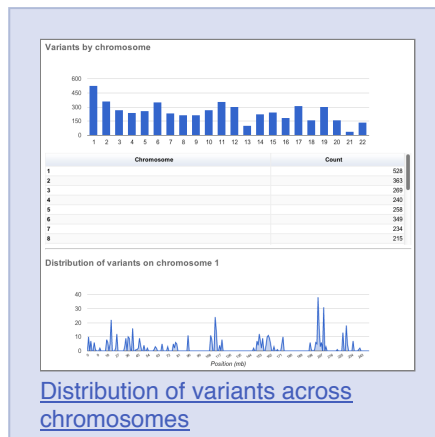 Variants by chromosome
600
450
300
150
0
1 2 3 4 5 6 7 8 9 10 11 12 13 14 15 16 17 18 19 20 21 22
Chromosome Count
1 528
2 363
3 269
4 240
5 258
6 349
7 234
8 215
Distribution of variants on chromosome 1
40
30
20
10
0
Position (mb)
Distribution of variants across
chromosomes